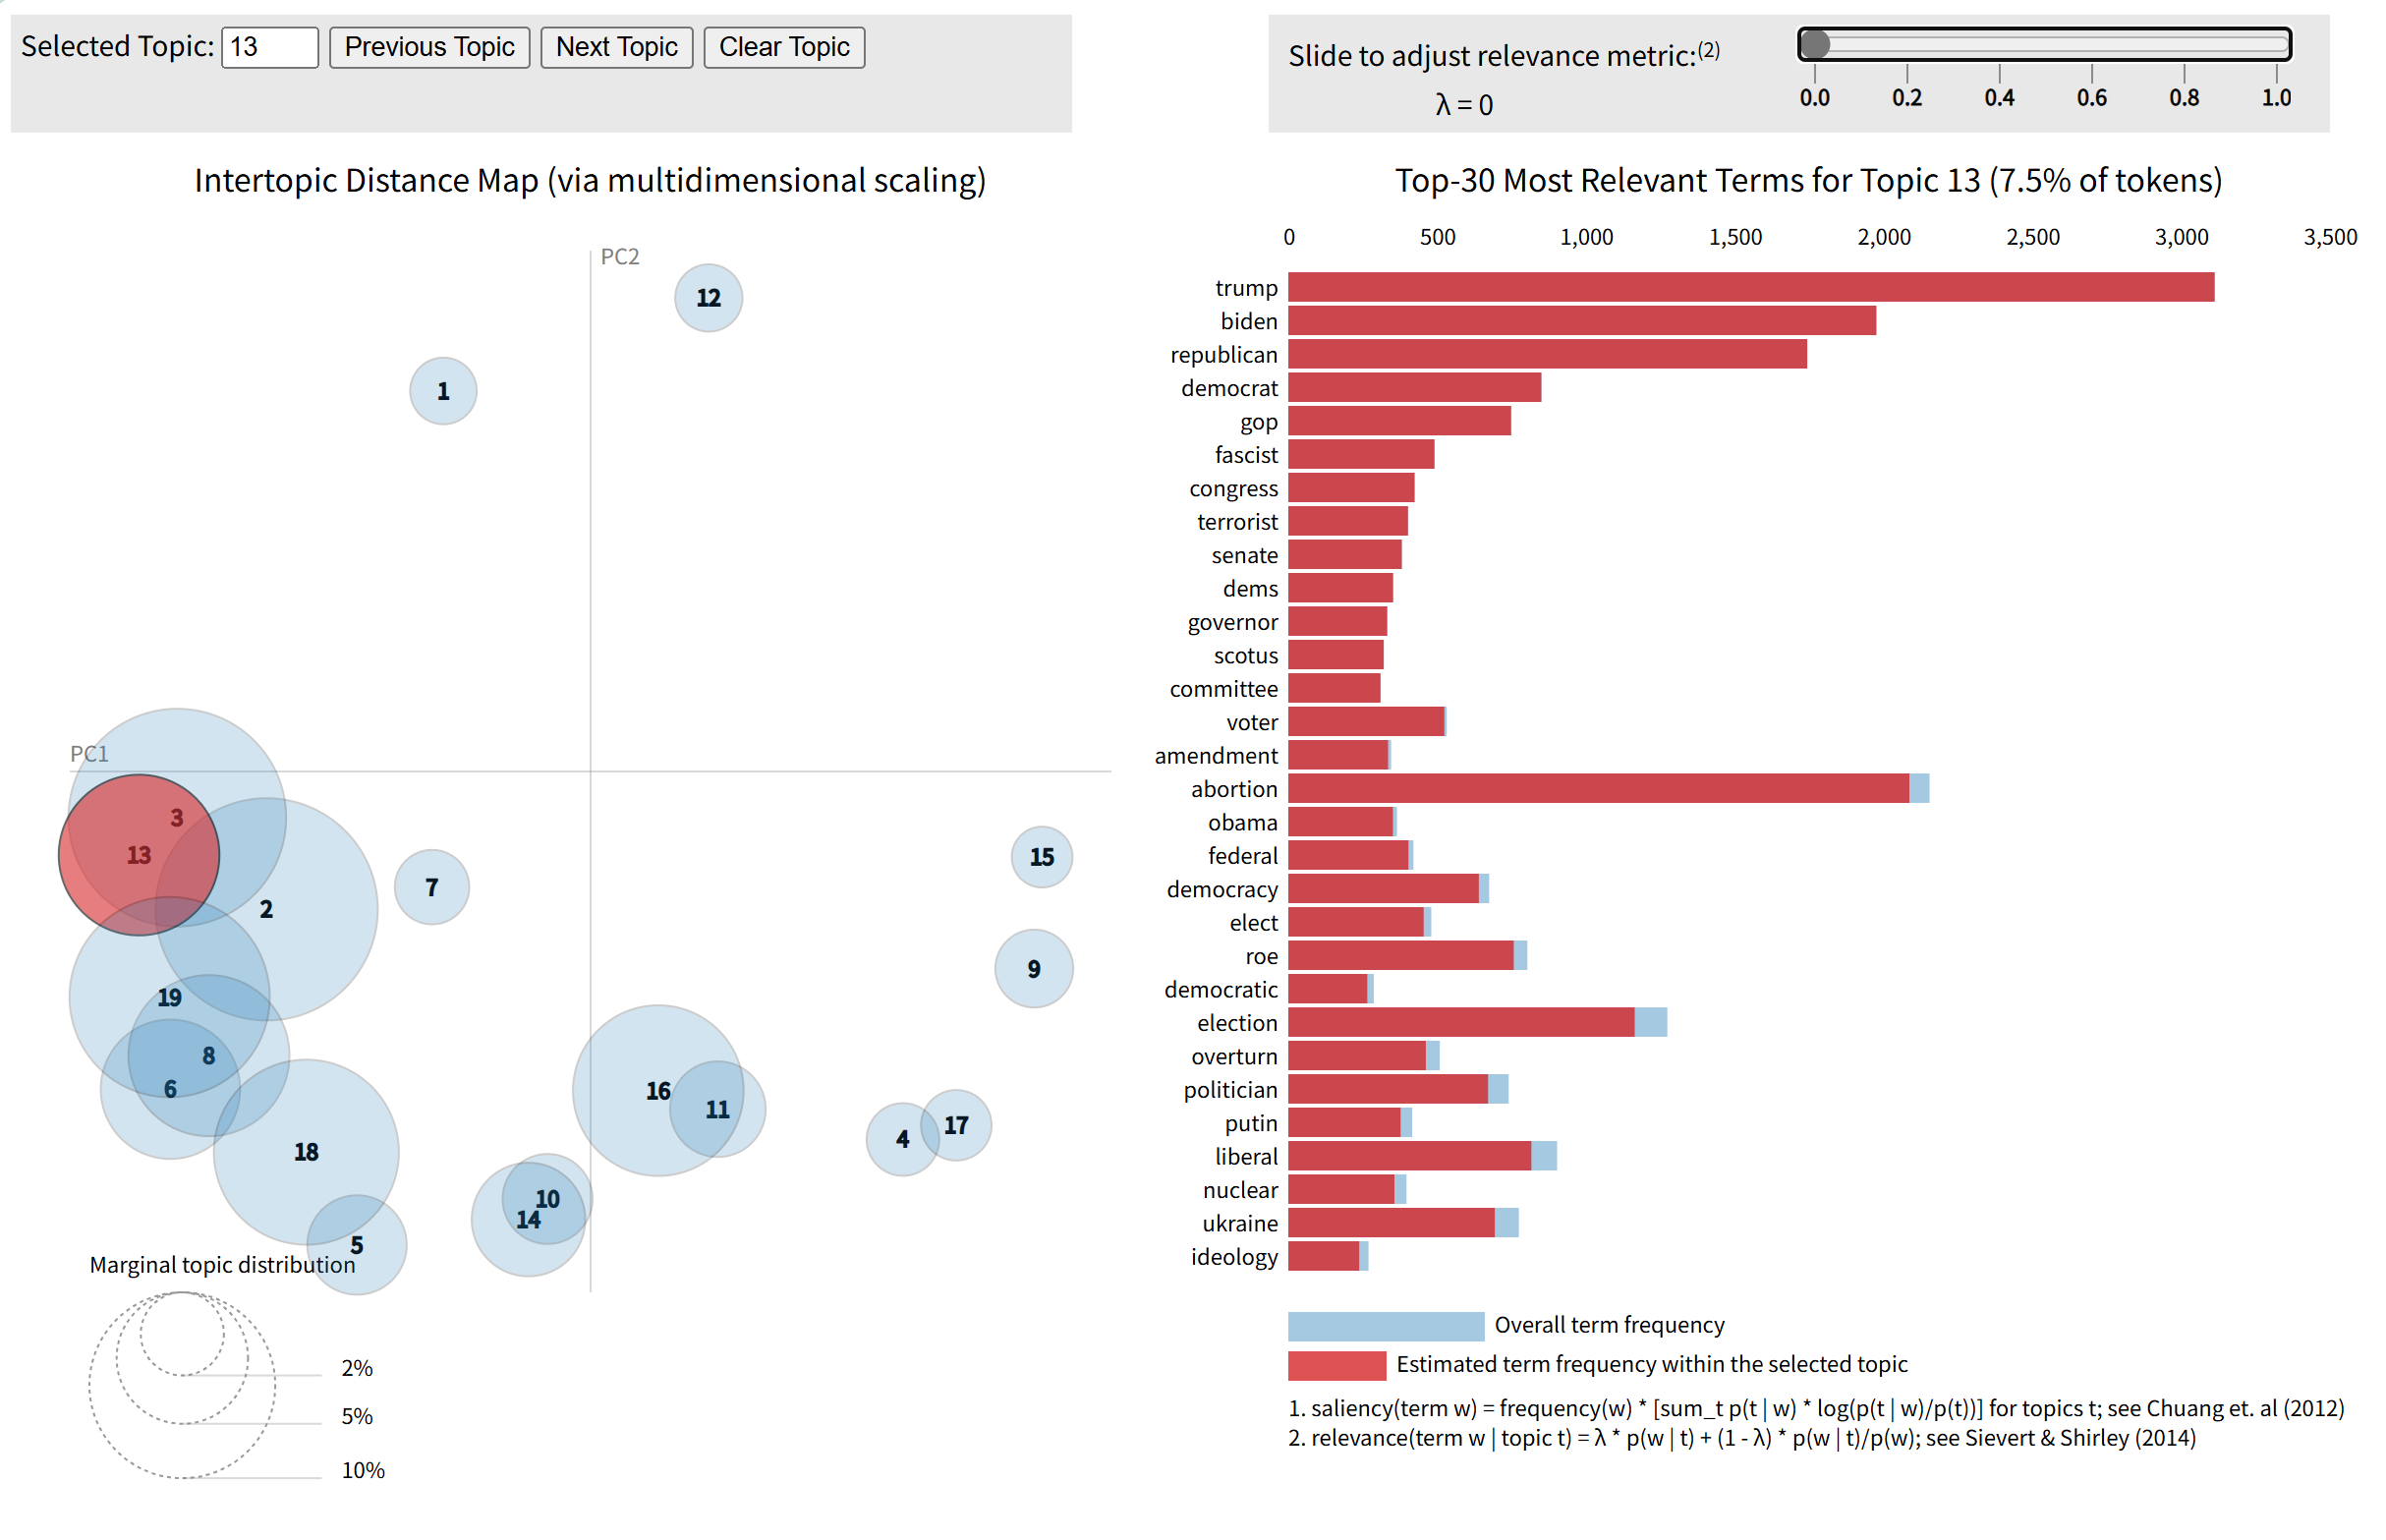 Selected Topic: 13 Previous Topic Next Topic Clear Topic
Slide to adjust relevance metric:(2)
λ = 0
0.0 0.2 0.4 0.6 0.8 1.0
Intertopic Distance Map (via multidimensional scaling)
PC2
12
1
PC1
3
13
2
7
15
9
19
8
6
16
11
4
17
18
10
14
5
Marginal topic distribution
2%
5%
10%
Top-30 Most Relevant Terms for Topic 13 (7.5% of tokens)
0 500 1,000 1,500 2,000 2,500 3,000 3,500
trump
biden
republican
democrat
gop
fascist
congress
terrorist
senate
dems
governor
scotus
committee
voter
amendment
abortion
obama
federal
democracy
elect
roe
democratic
election
overturn
politician
putin
liberal
nuclear
ukraine
ideology
Overall term frequency
Estimated term frequency within the selected topic
1. saliency(term w) = frequency(w) * [sum_t p(t | w) * log(p(t | w)/p(t))] for topics t; see Chuang et. al (2012)
2. relevance(term w | topic t) = λ * p(w | t) + (1 - λ) * p(w | t)/p(w); see Sievert & Shirley (2014)